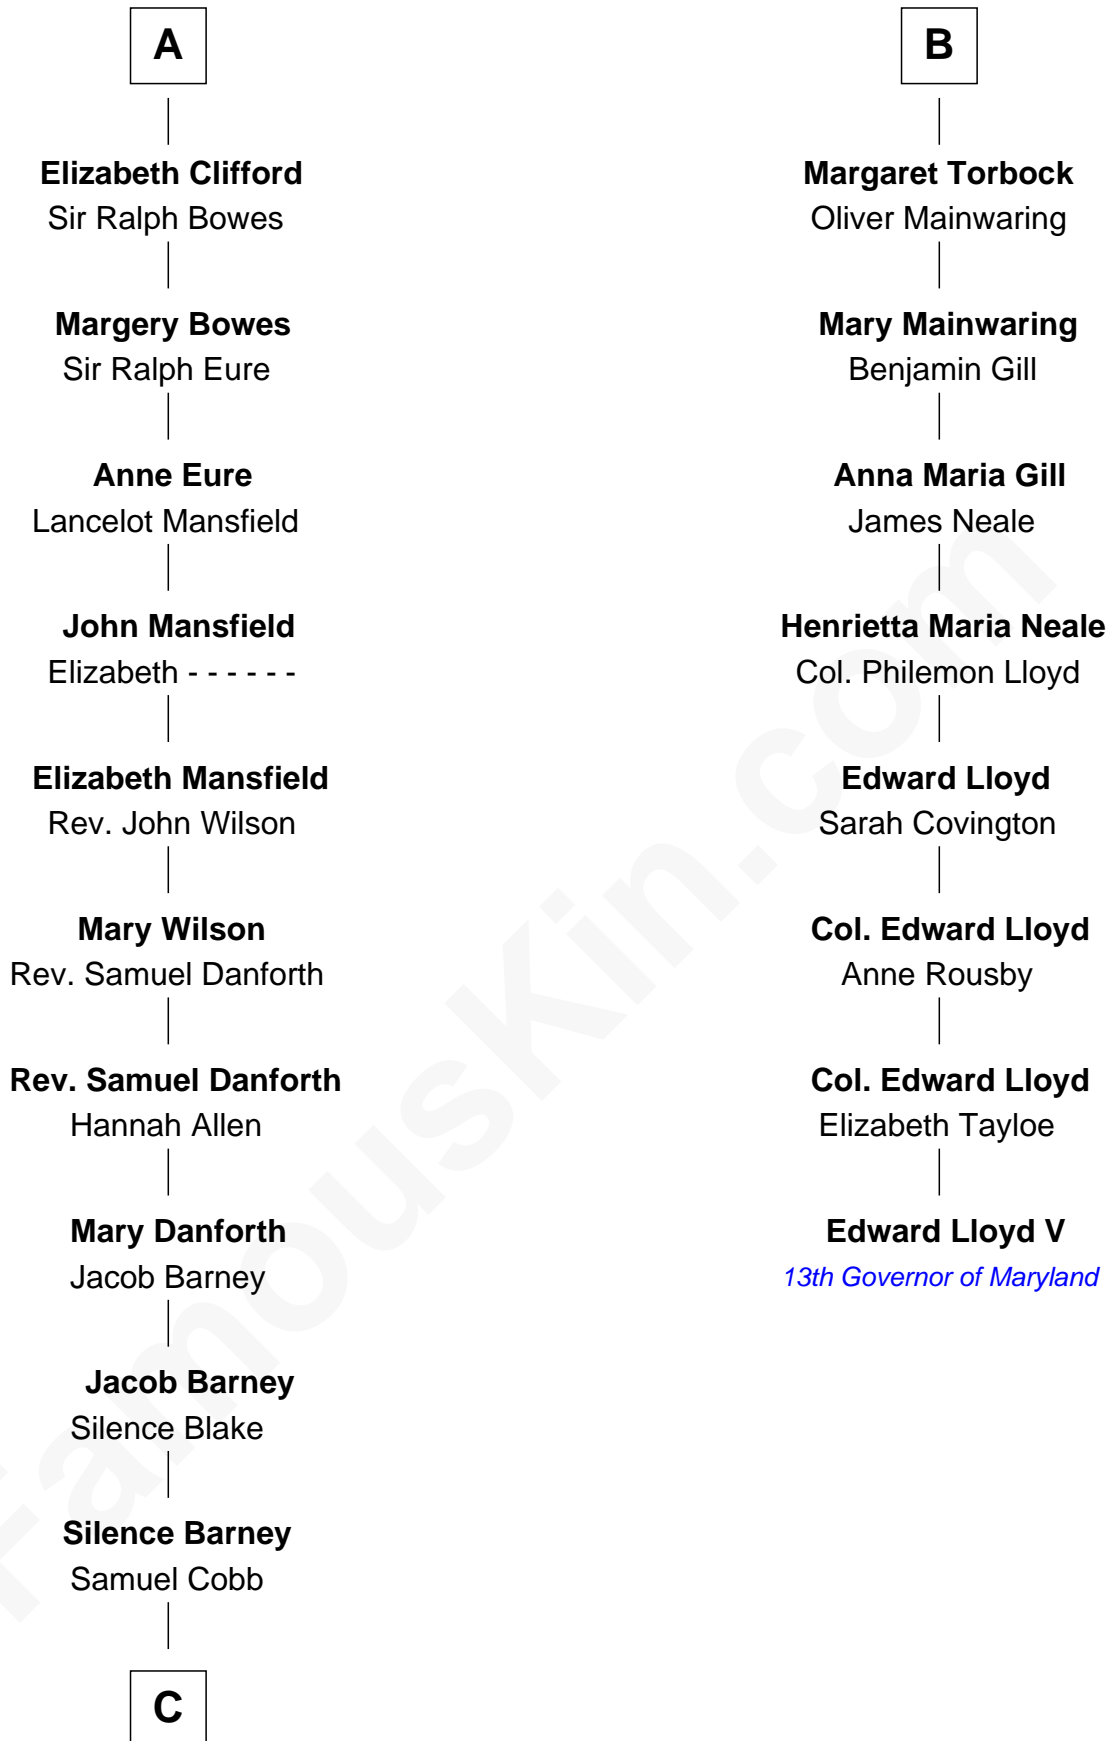 A
Elizabeth Clifford
Sir Ralph Bowes
Margery Bowes
Sir Ralph Eure
Anne Eure
Lancelot Mansfield
John Mansfield
Elizabeth - - - - - -
Elizabeth Mansfield
Rev. John Wilson
Mary Wilson
Rev. Samuel Danforth
Rev. Samuel Danforth
Hannah Allen
Mary Danforth
Jacob Barney
Jacob Barney
Silence Blake
Silence Barney
Samuel Cobb
C
B
Margaret Torbock
Oliver Mainwaring
Mary Mainwaring
Benjamin Gill
Anna Maria Gill
James Neale
Henrietta Maria Neale
Col. Philemon Lloyd
Edward Lloyd
Sarah Covington
Col. Edward Lloyd
Anne Rousby
Col. Edward Lloyd
Elizabeth Tayloe
Edward Lloyd V
13th Governor of Maryland
FamousKin.com